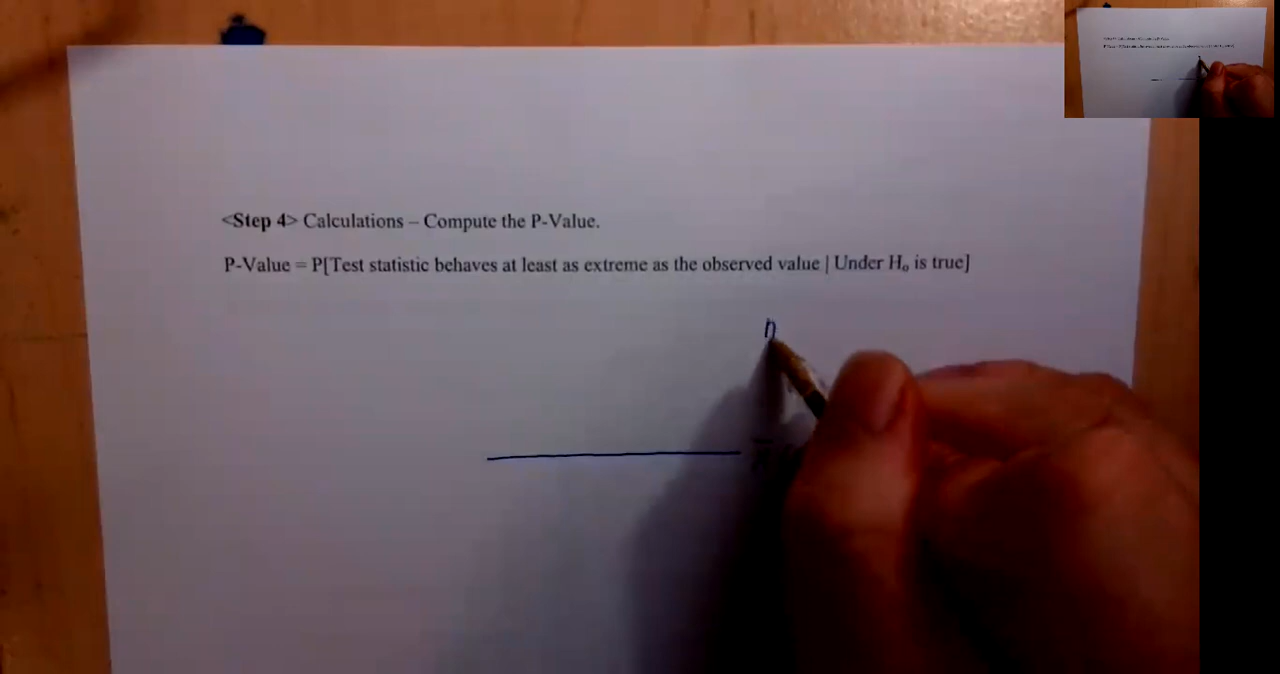 <Step 4> Calculations – Compute the P-Value.
P-Value = P[Test statistic behaves at least as extreme as the observed value | Under Hₒ is true]
n